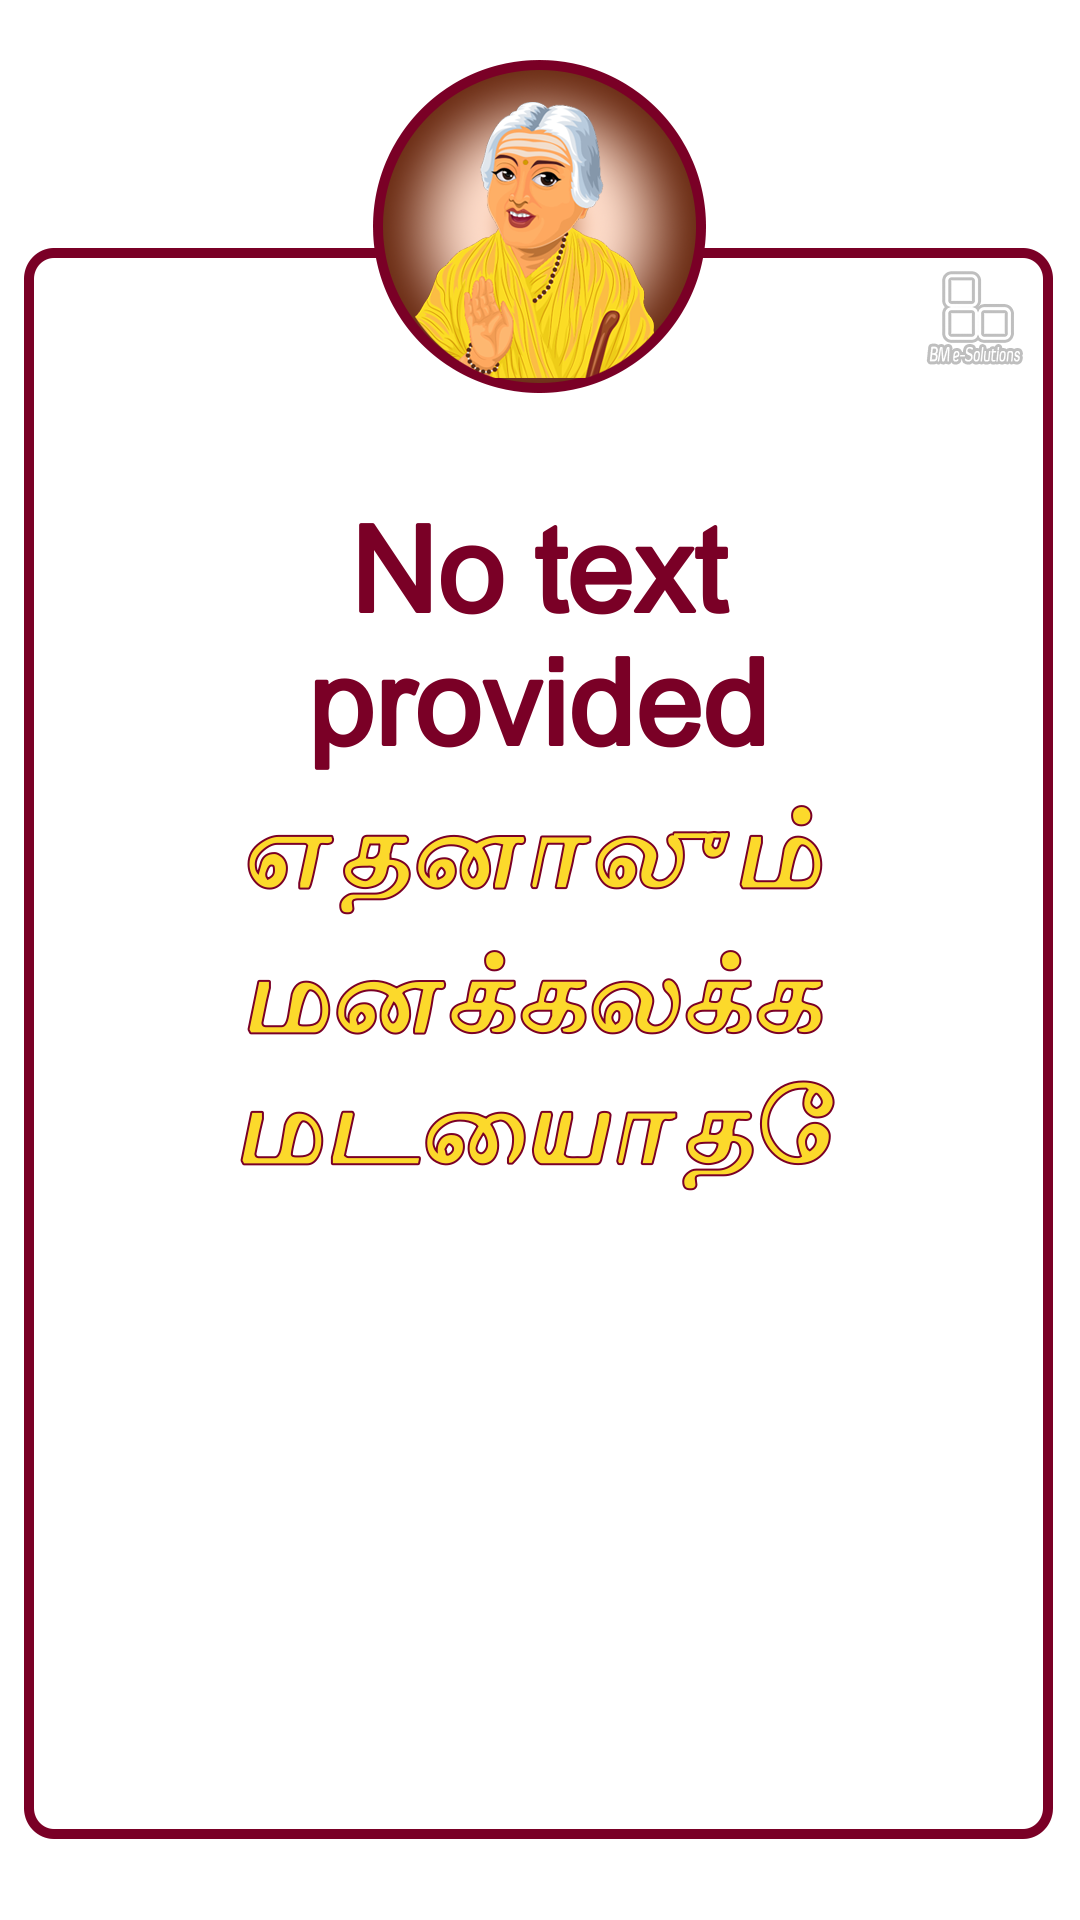 BM e-Solutions
No text
provided
எதனாலும்
மனக்கலக்க
மடையாதே